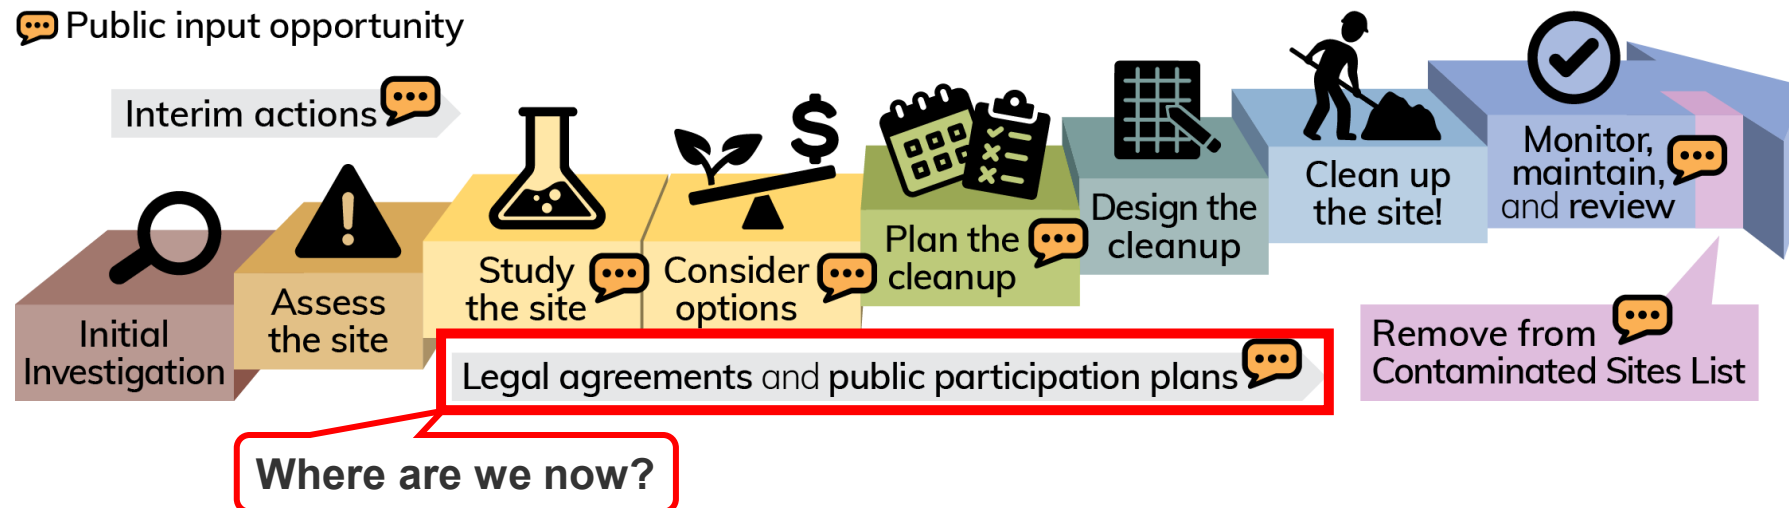 Public input opportunity
Interim actions
Initial
Investigation
Assess
the site
Study
the site
Consider
options
Plan the
cleanup
Design the
cleanup
Clean up
the site!
Monitor,
maintain,
and review
Legal agreements and public participation plans
Remove from
Contaminated Sites List
Where are we now?